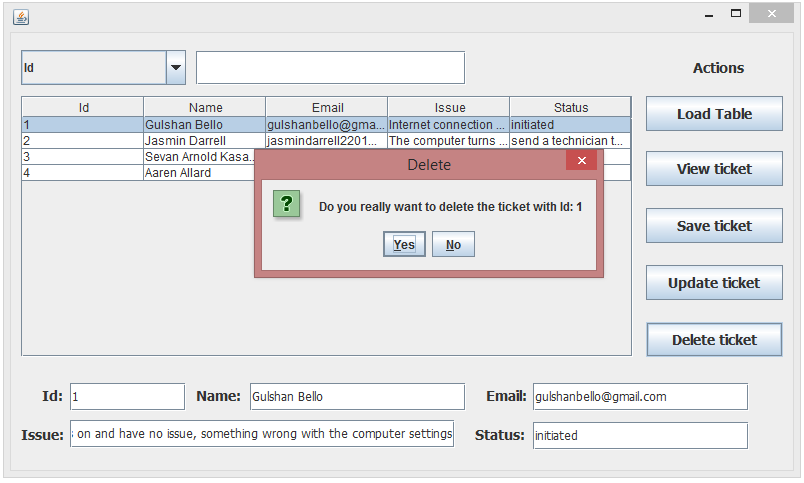 Id
Actions
Id Name Email Issue Status
1 Gulshan Bello gulshanbello@gma... Internet connection ... initiated
2 Jasmin Darrell jasmindarrell2201... The computer turns ... send a technician t...
3 Sevan Arnold Kasa...
4 Aaren Allard
Load Table
View ticket
Save ticket
Update ticket
Delete ticket
Delete
?
Do you really want to delete the ticket with Id: 1
Yes No
Id: 1 Name: Gulshan Bello Email: gulshanbello@gmail.com
Issue: on and have no issue, something wrong with the computer settings Status: initiated